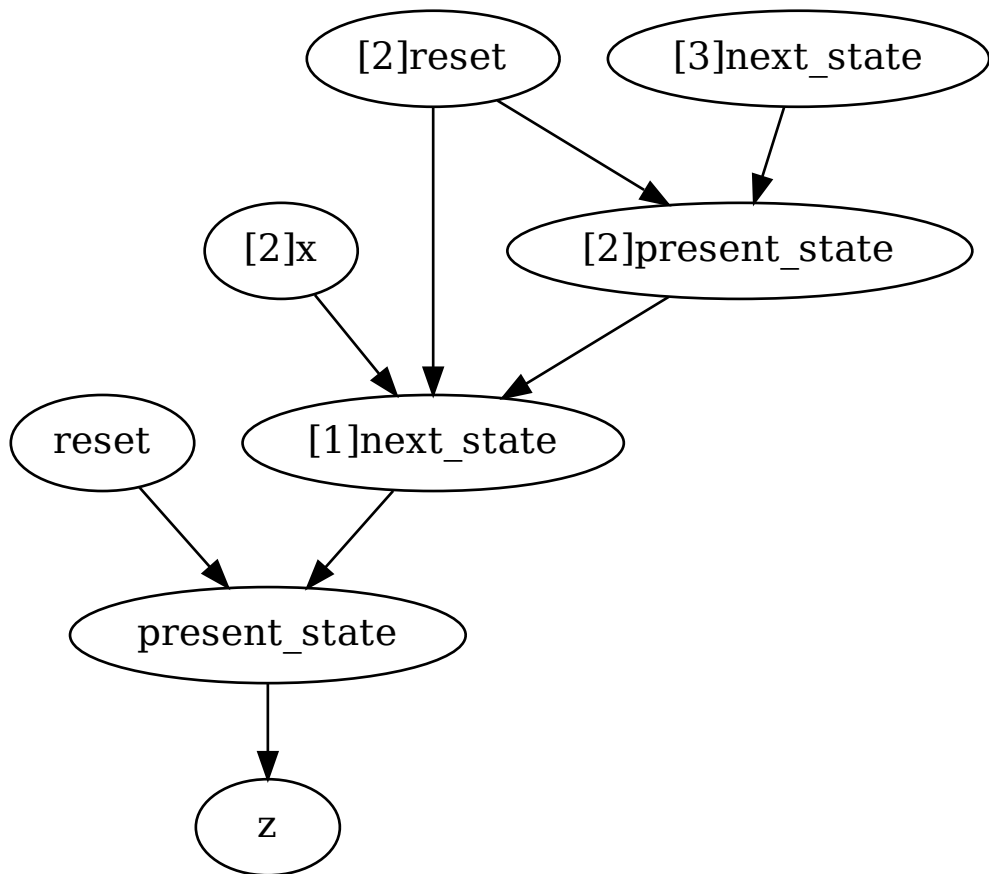 [2]reset
[3]next_state
[2]x
[2]present_state
reset
[1]next_state
present_state
z